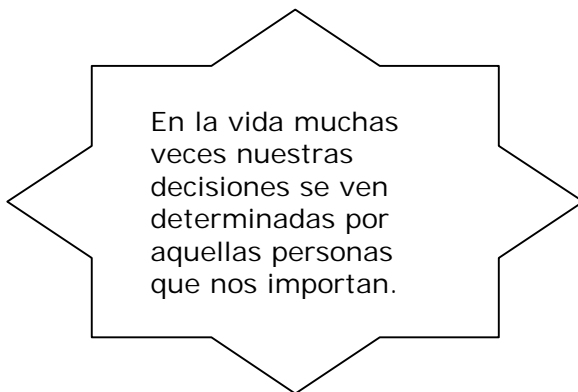 En la vida muchas
veces nuestras
decisiones se ven
determinadas por
aquellas personas
que nos importan.